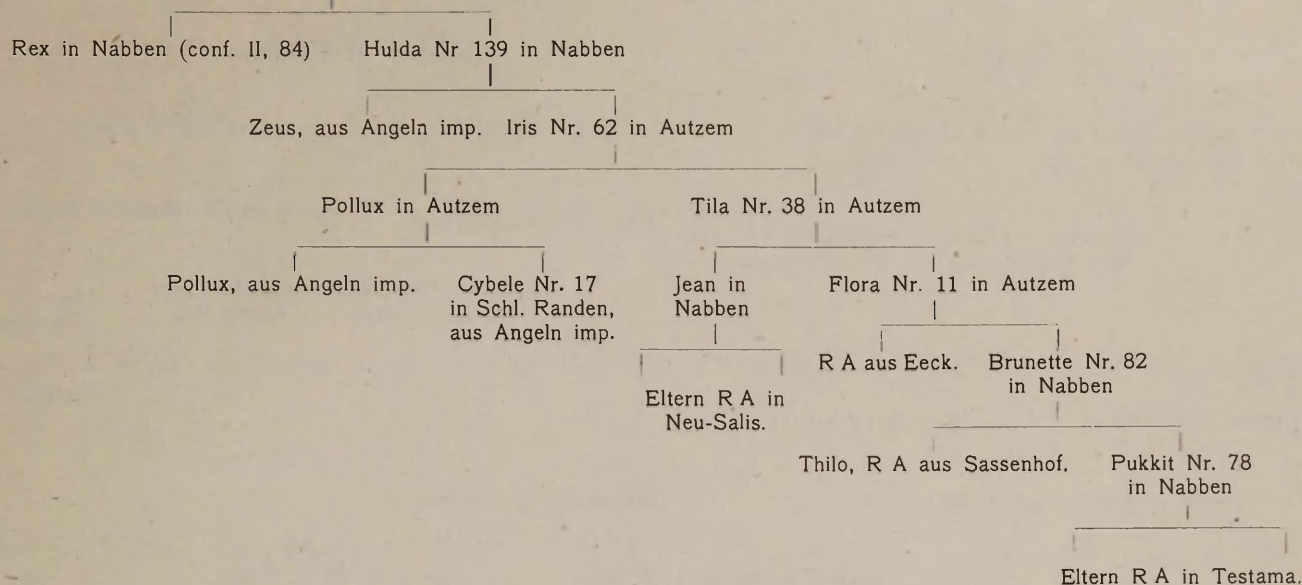 Rex in Nabben (conf. II, 84) Hulda Nr 139 in Nabben
Zeus, aus Angeln imp. Iris Nr. 62 in Autzem
Pollux in Autzem Tila Nr. 38 in Autzem
Pollux, aus Angeln imp. Cybele Nr. 17 Jean in Flora Nr. 11 in Autzem
in Schl. Randen, Nabben
aus Angeln imp.
R A aus Eeck. Brunette Nr. 82
in Nabben
Eltern R A in
Neu-Salis.
Thilo, R A aus Sassenhof. Pukkit Nr. 78
in Nabben
Eltern R A in Testama